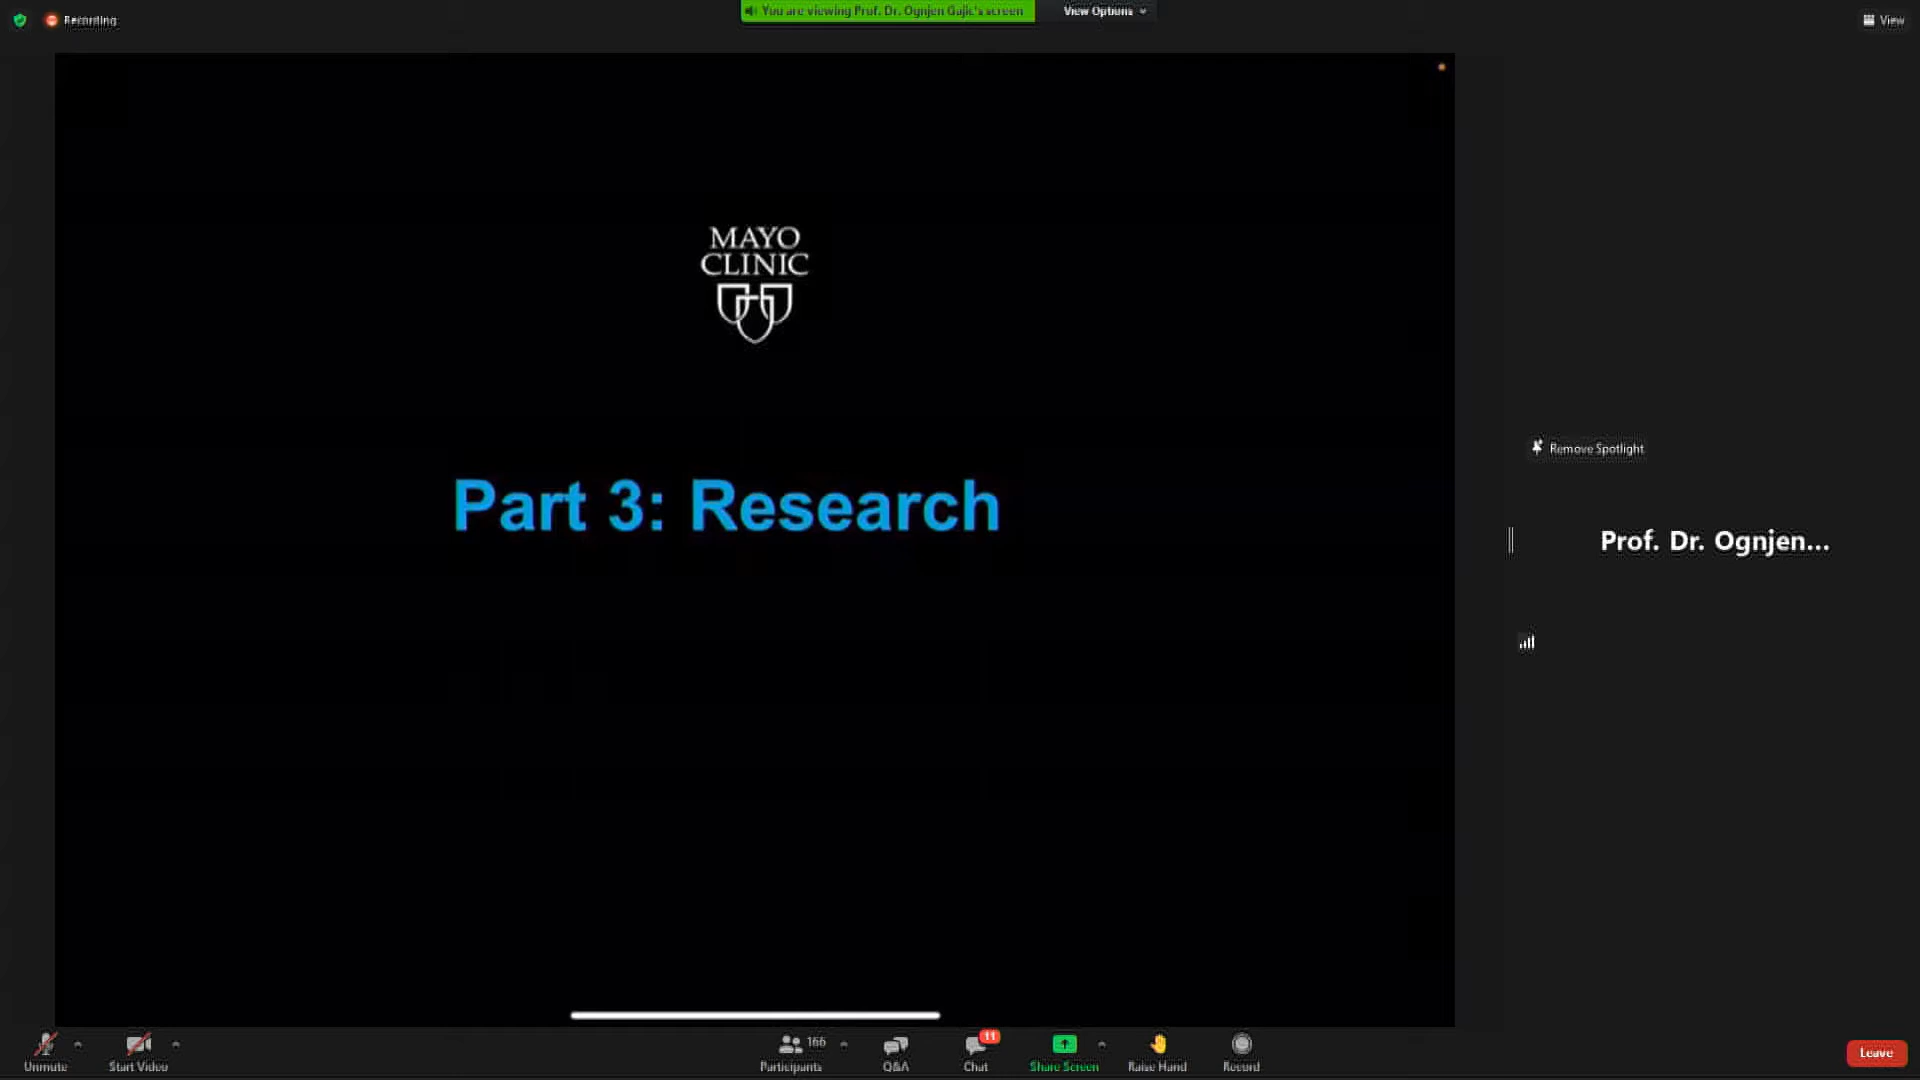 Recording
You are viewing Prof. Dr. Ognjen Gajic's screen
View Options
View
MAYO
CLINIC
Part 3: Research
Remove Spotlight
Prof. Dr. Ognjen...
Unmute
Start Video
166
Participants
Q&A
11
Chat
Share Screen
Raise Hand
Record
Leave